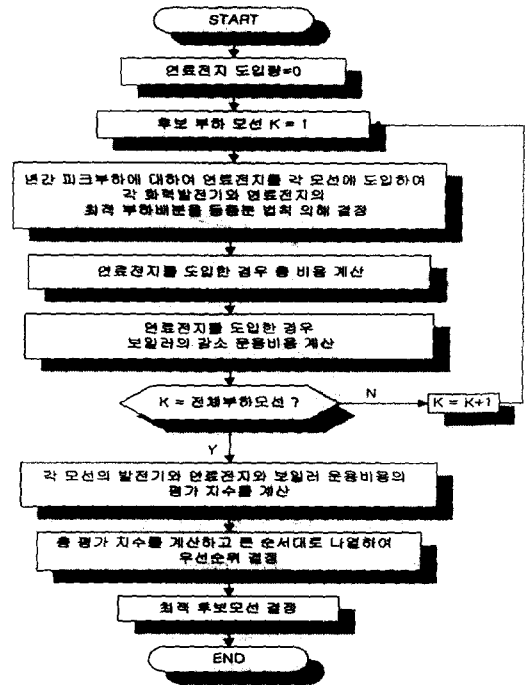 START
연료전지 도입량=0
후보 부하 모선 K = 1
년간 피크부하에 대하여 연료전지를 각 모선에 도입하여
각 화력발전기와 연료전지의
최적 부하배분을 등증분 법칙 의해 결정
연료전지를 도입한 경우 총 비용 계산
연료전지를 도입한 경우
보일러의 감소 운용비용 계산
K = 전체부하모선 ?
N
K = K+1
Y
각 모선의 발전기와 연료전지와 보일러 운용비용의
평가 지수를 계산
총 평가 지수를 계산하고 큰 순서대로 나열하여
우선순위 결정
최적 후보모선 결정
END